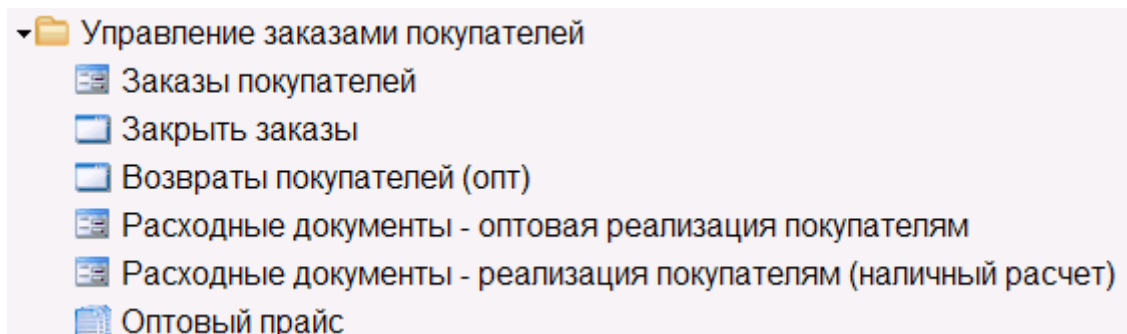 Управление заказами покупателей
Заказы покупателей
Закрыть заказы
Возвраты покупателей (опт)
Расходные документы - оптовая реализация покупателям
Расходные документы - реализация покупателям (наличный расчет)
Оптовый прайс